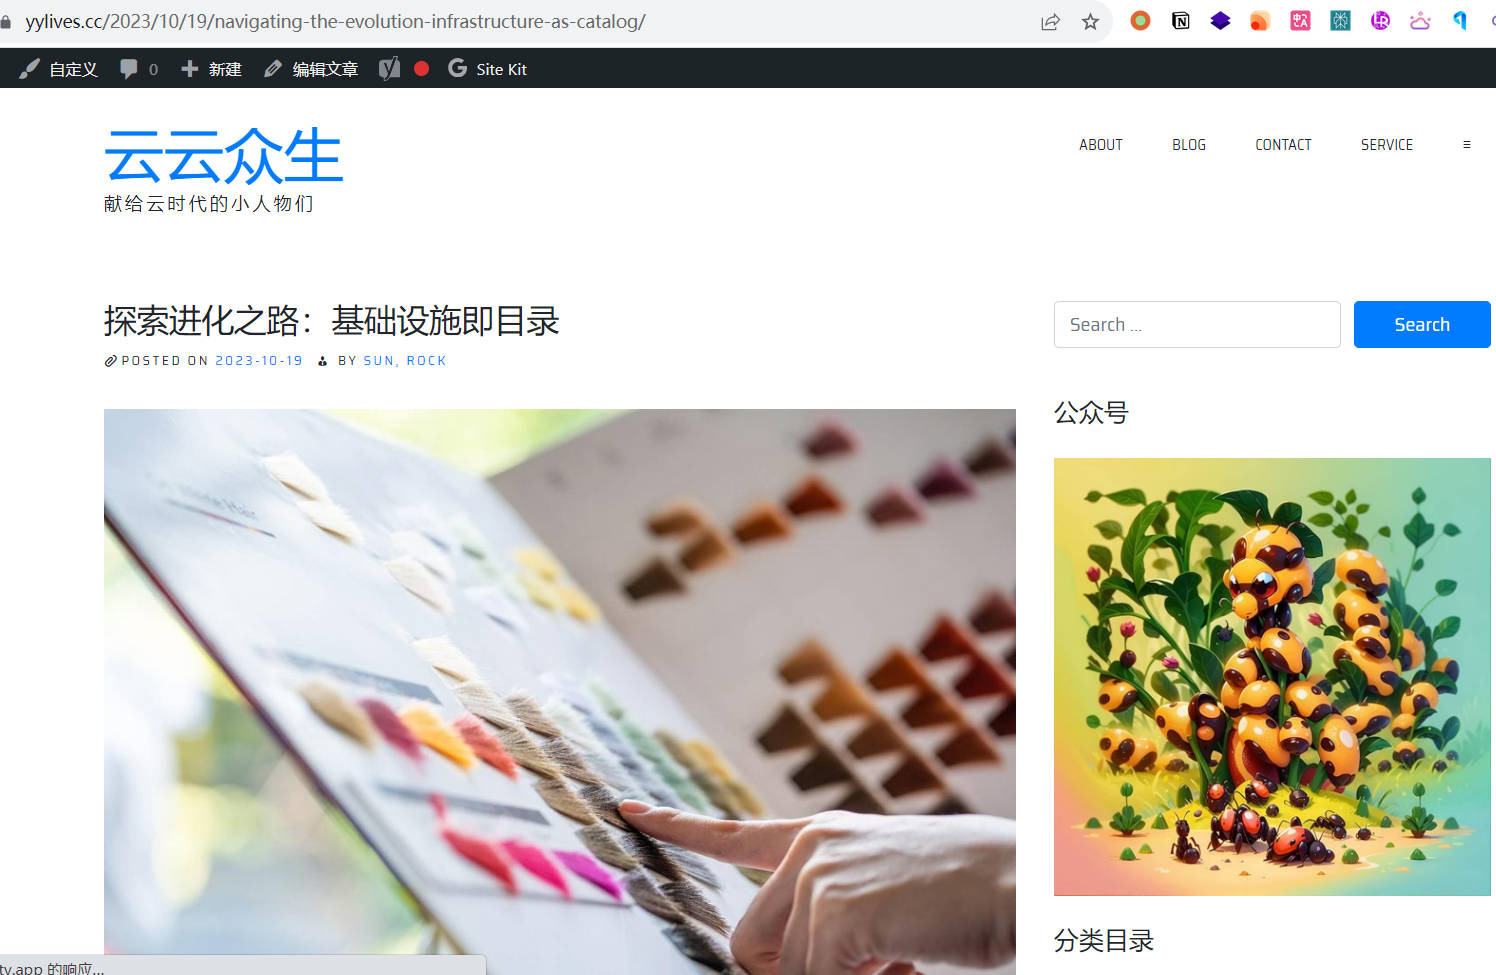 yylives.cc/2023/10/19/navigating-the-evolution-infrastructure-as-catalog/
自定义 0 新建 编辑文章 Site Kit
云云众生
献给云时代的小人物们
ABOUT BLOG CONTACT SERVICE
探索进化之路：基础设施即目录
POSTED ON 2023-10-19 BY SUN, ROCK
Search ...
Search
公众号
分类目录
ty.app 的响应...